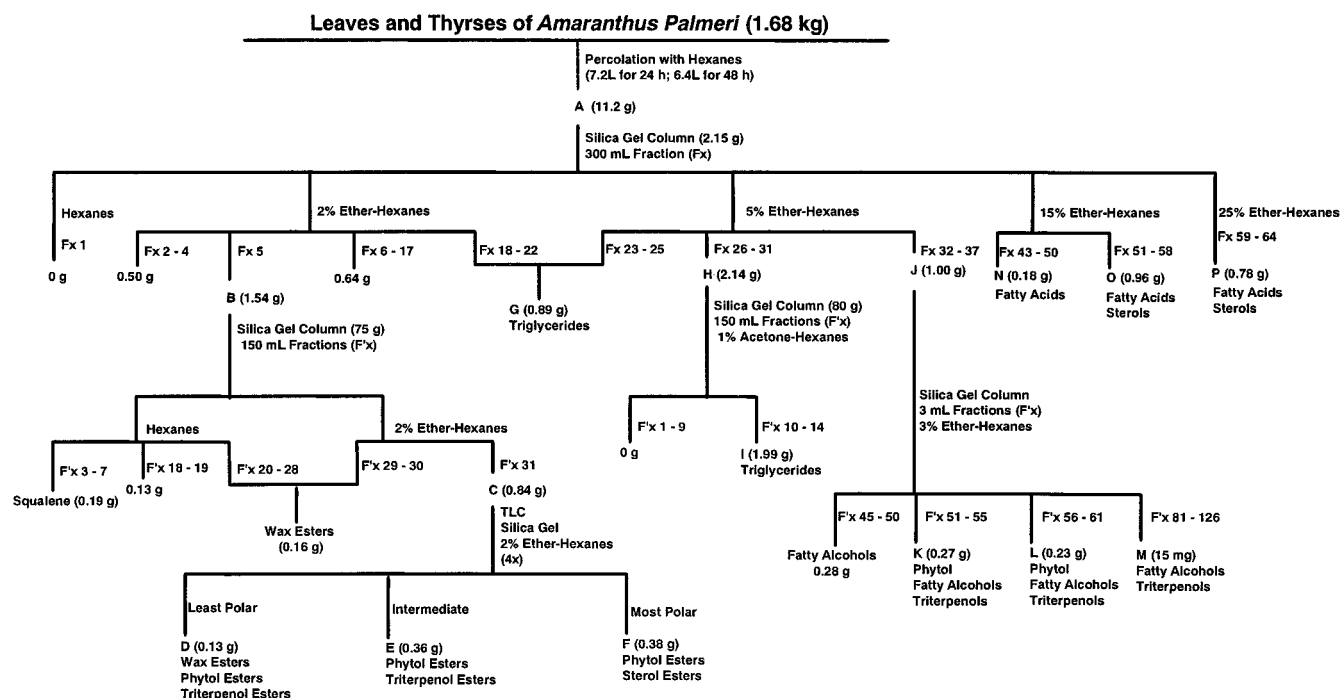 Leaves and Thyrses of Amaranthus Palmeri (1.68 kg)
Percolation with Hexanes
(7.2L for 24 h; 6.4L for 48 h)
A (11.2 g)
Silica Gel Column (2.15 g)
300 mL Fraction (Fx)
Hexanes
2% Ether-Hexanes
5% Ether-Hexanes
15% Ether-Hexanes
25% Ether-Hexanes
Fx 1
0 g
Fx 2 - 4
0.50 g
Fx 5
B (1.54 g)
Fx 6 - 17
0.64 g
Fx 18 - 22
Fx 23 - 25
G (0.89 g)
Triglycerides
Fx 26 - 31
H (2.14 g)
Fx 32 - 37
J (1.00 g)
Fx 43 - 50
N (0.18 g)
Fatty Acids
Fx 51 - 58
O (0.96 g)
Fatty Acids
Sterols
Fx 59 - 64
P (0.78 g)
Fatty Acids
Sterols
Silica Gel Column (75 g)
150 mL Fractions (F'x)
Silica Gel Column (80 g)
150 mL Fractions (F'x)
1% Acetone-Hexanes
Silica Gel Column
3 mL Fractions (F'x)
3% Ether-Hexanes
Hexanes
2% Ether-Hexanes
F'x 3 - 7
Squalene (0.19 g)
F'x 18 - 19
0.13 g
F'x 20 - 28
F'x 29 - 30
Wax Esters
(0.16 g)
F'x 31
C (0.84 g)
TLC
Silica Gel
2% Ether-Hexanes
(4x)
F'x 1 - 9
0 g
F'x 10 - 14
I (1.99 g)
Triglycerides
F'x 45 - 50
Fatty Alcohols
0.28 g
F'x 51 - 55
K (0.27 g)
Phytol
Fatty Alcohols
Triterpenols
F'x 56 - 61
L (0.23 g)
Phytol
Fatty Alcohols
Triterpenols
F'x 81 - 126
M (15 mg)
Fatty Alcohols
Triterpenols
Least Polar
D (0.13 g)
Wax Esters
Phytol Esters
Triterpenol Esters
Intermediate
E (0.36 g)
Phytol Esters
Triterpenol Esters
Most Polar
F (0.38 g)
Phytol Esters
Sterol Esters